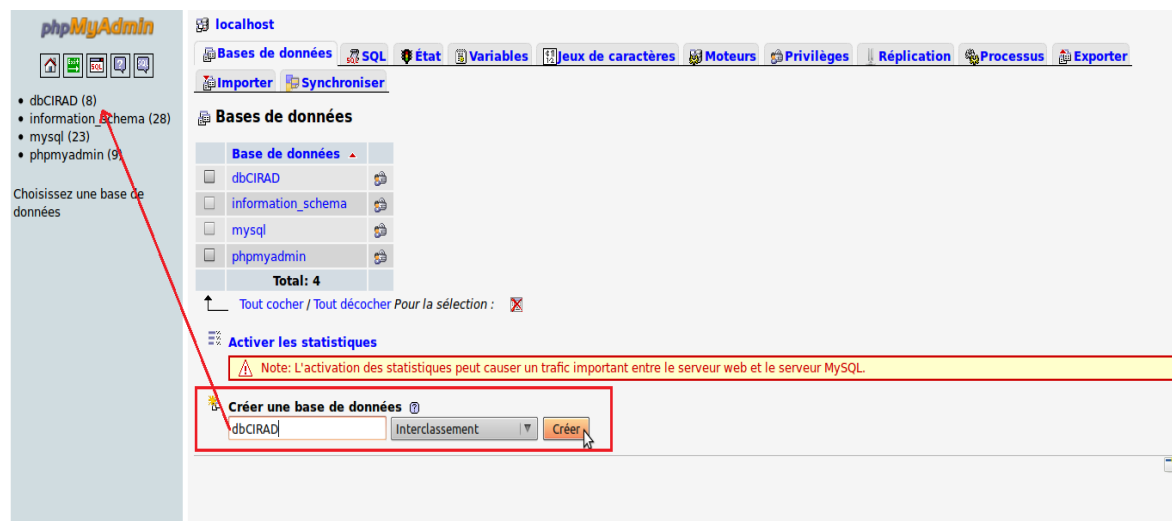 phpMyAdmin
dbCIRAD (8)
information_schema (28)
mysql (23)
phpmyadmin (9)
Choisissez une base de
données
localhost
Bases de données SQL État Variables Jeux de caractères Moteurs Privilèges Réplication Processus Exporter
Importer Synchroniser
Bases de données
Base de données
dbCIRAD
information_schema
mysql
phpmyadmin
Total: 4
Tout cocher / Tout décocher Pour la sélection :
Activer les statistiques
Note: L'activation des statistiques peut causer un trafic important entre le serveur web et le serveur MySQL.
Créer une base de données
dbCIRAD Interclassement Créer